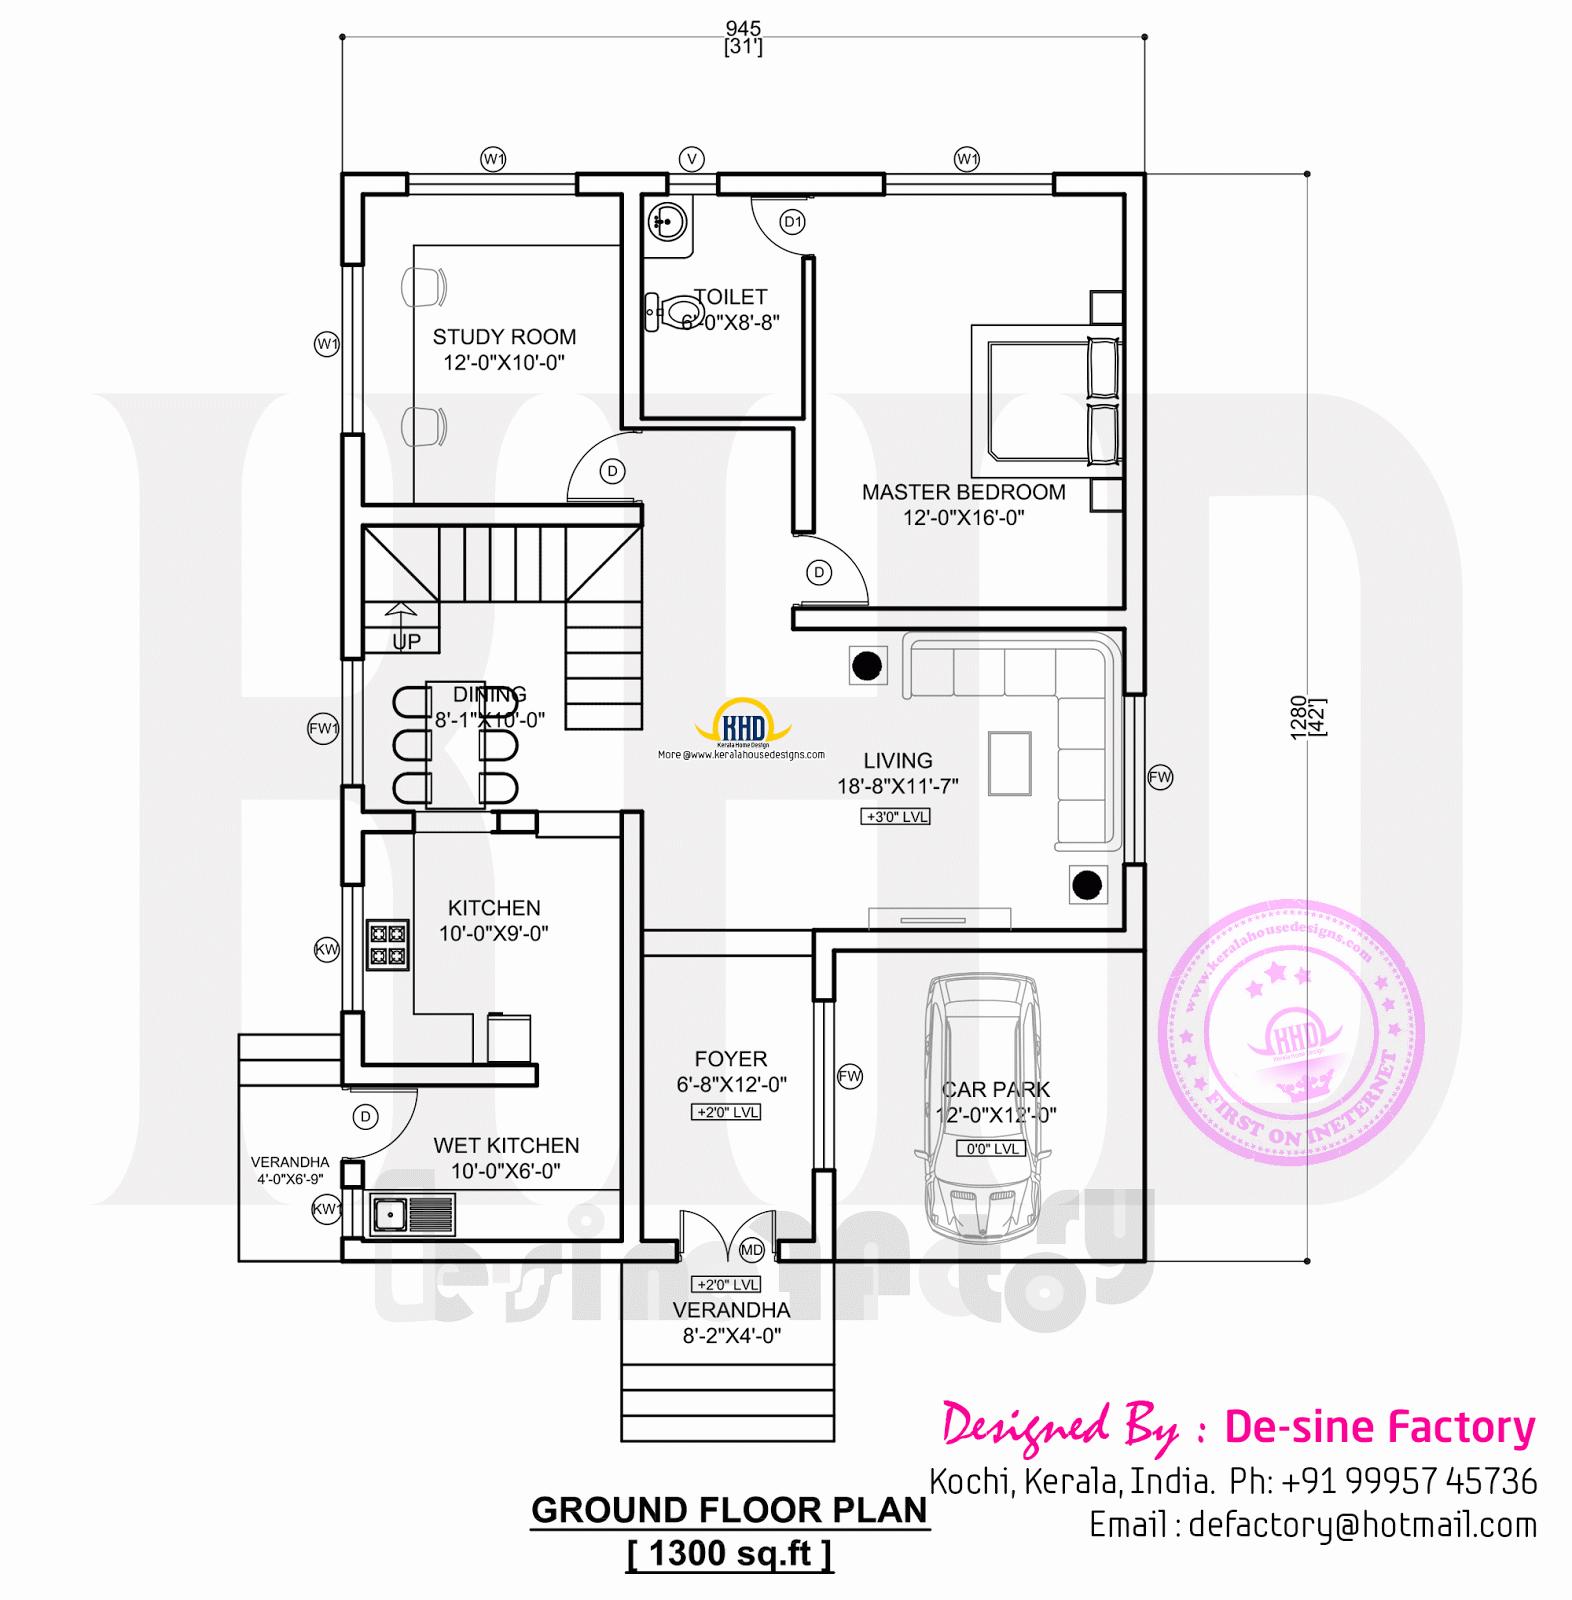 945
[31']
W1
V
W1
D1
TOILET
6'-0"X8'-8"
STUDY ROOM
12'-0"X10'-0"
W1
D
MASTER BEDROOM
12'-0"X16'-0"
D
UP
DINING
8'-1"X10'-0"
FW1
KHD
Kerala Home Design
More @www.keralahousedesigns.com
LIVING
18'-8"X11'-7"
+3'0" LVL
FW
1280
[42']
KITCHEN
10'-0"X9'-0"
KW
FOYER
6'-8"X12'-0"
+2'0" LVL
FW
CAR PARK
12'-0"X12'-0"
0'0" LVL
www.keralahousedesigns.com
KHD
Kerala Home Design
FIRST ON INETERNET
D
WET KITCHEN
10'-0"X6'-0"
VERANDHA
4'-0"X6'-9"
KW1
MD
+2'0" LVL
VERANDHA
8'-2"X4'-0"
KHD
Designed By : De-sine Factory
Kochi, Kerala, India. Ph: +91 99957 45736
Email : defactory@hotmail.com
GROUND FLOOR PLAN
[ 1300 sq.ft ]